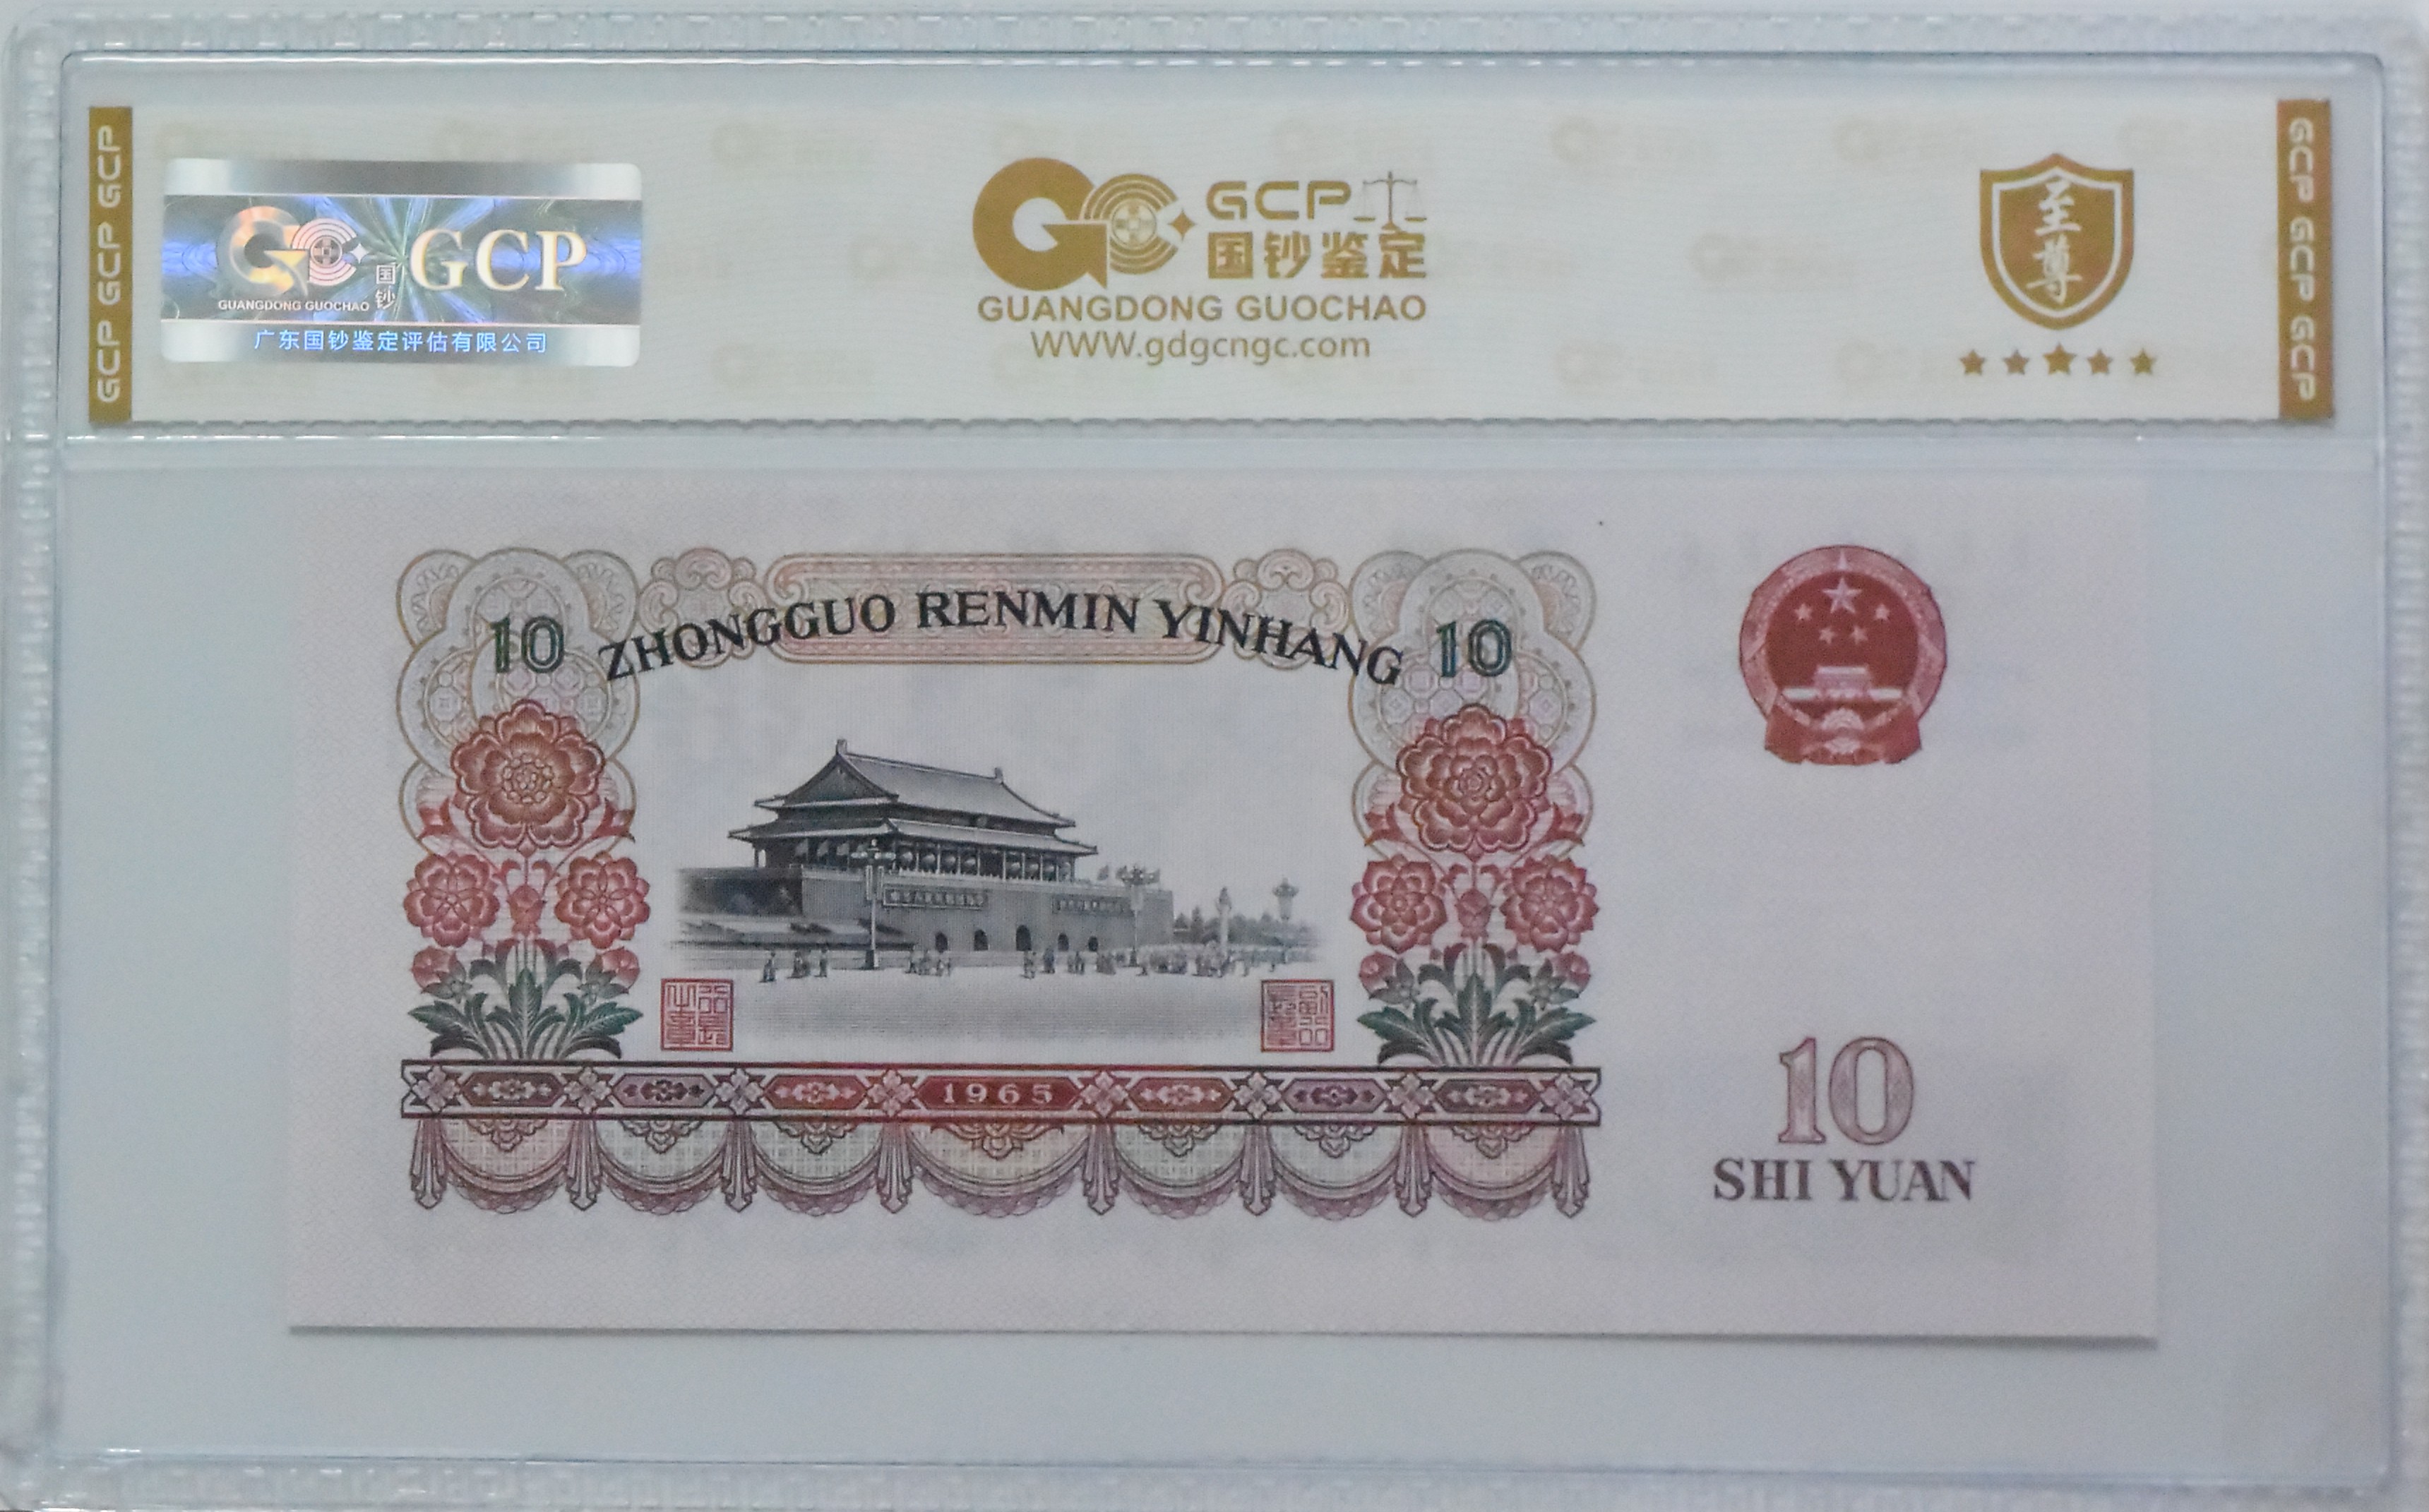 GCP GCP GCP
GCP
国钞
GUANGDONG GUOCHAO
广东国钞鉴定评估有限公司
GCP
国钞鉴定
GUANGDONG GUOCHAO
WWW.gdgcngc.com
至尊
GCP GCP GCP
10 ZHONGGUO RENMIN YINHANG 10
1965
10
SHI YUAN